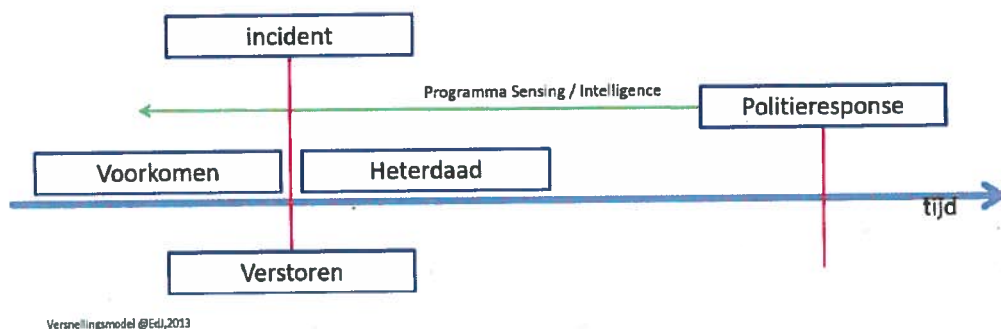 incident
Programma Sensing / Intelligence
Politieresponse
Voorkomen
Heterdaad
tijd
Verstoren
Versnellingsmodel @EdJ,2013